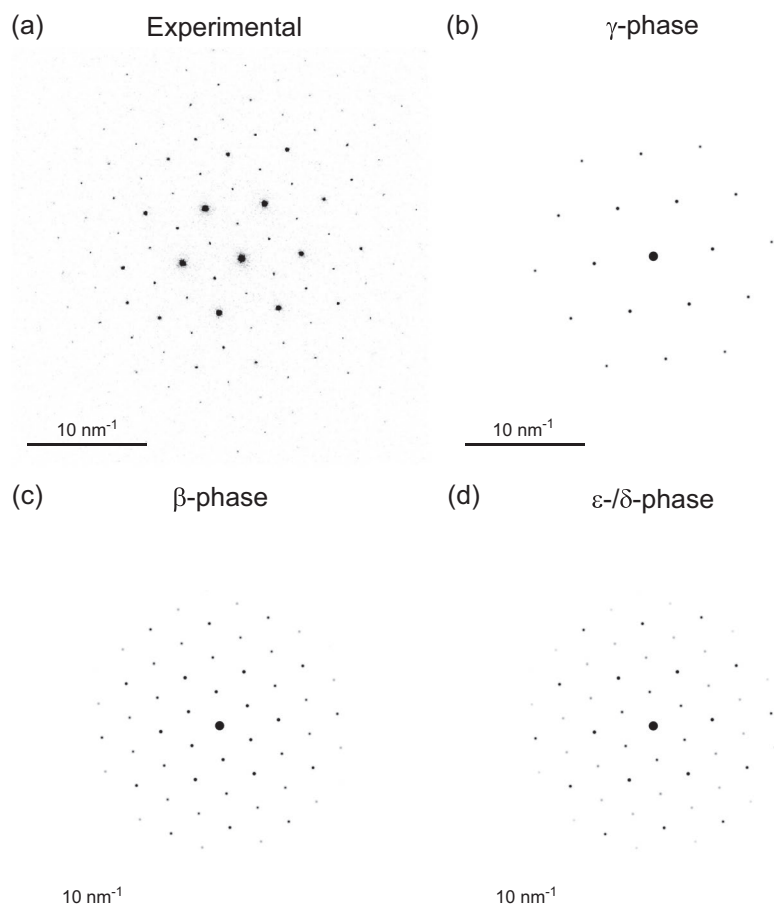 (a) Experimental
(b) γ-phase
10 nm⁻¹
10 nm⁻¹
(c) β-phase
(d) ε-/δ-phase
10 nm⁻¹
10 nm⁻¹